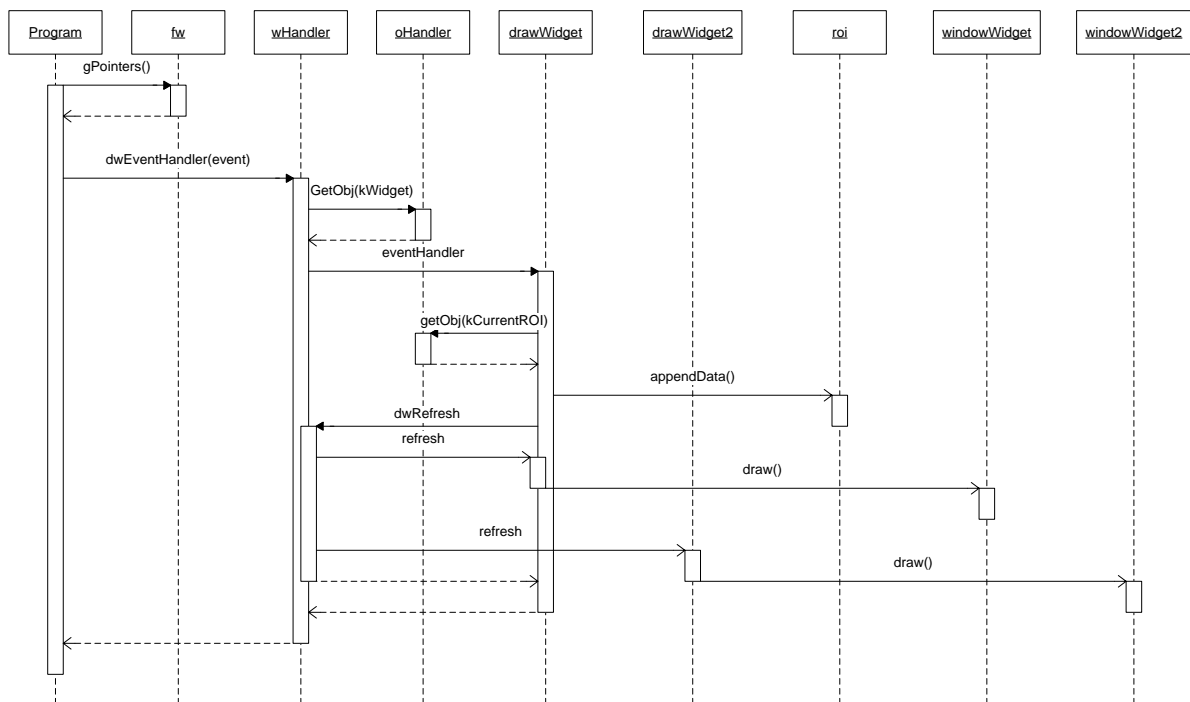 Program
fw
wHandler
oHandler
drawWidget
drawWidget2
roi
windowWidget
windowWidget2
gPointers()
dwEventHandler(event)
GetObj(kWidget)
eventHandler
getObj(kCurrentROI)
appendData()
dwRefresh
refresh
draw()
refresh
draw()